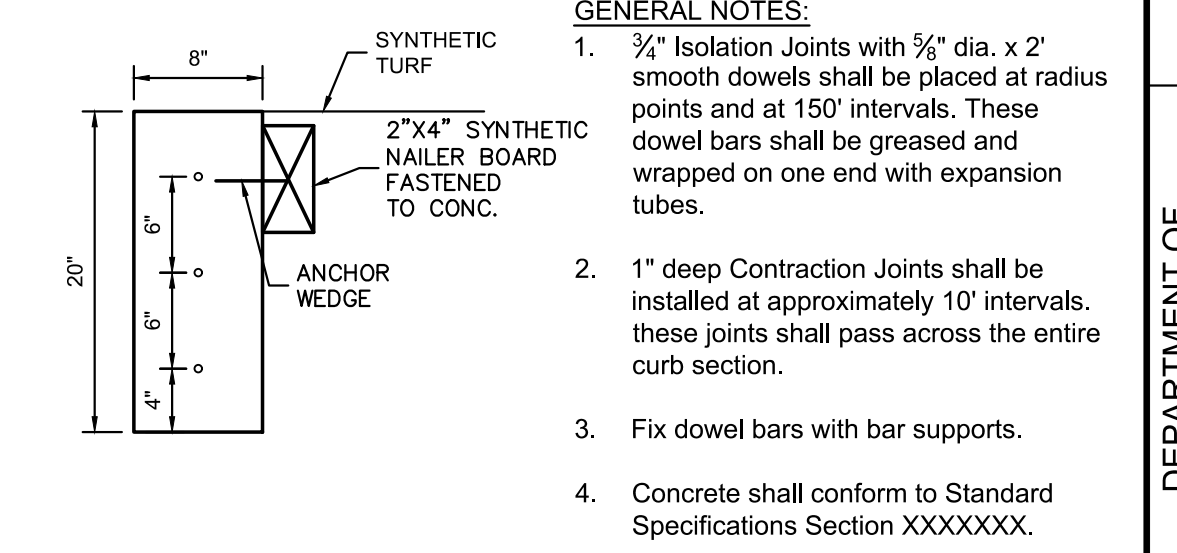 8"
SYNTHETIC
TURF
2”X4” SYNTHETIC
NAILER BOARD
FASTENED
TO CONC.
6"
20"
ANCHOR
WEDGE
6"
4"
GENERAL NOTES:
1. ¾" Isolation Joints with ⅝" dia. x 2'
smooth dowels shall be placed at radius
points and at 150' intervals. These
dowel bars shall be greased and
wrapped on one end with expansion
tubes.
2. 1" deep Contraction Joints shall be
installed at approximately 10' intervals.
these joints shall pass across the entire
curb section.
3. Fix dowel bars with bar supports.
4. Concrete shall conform to Standard
Specifications Section XXXXXXX.
DEPARTMENT OF